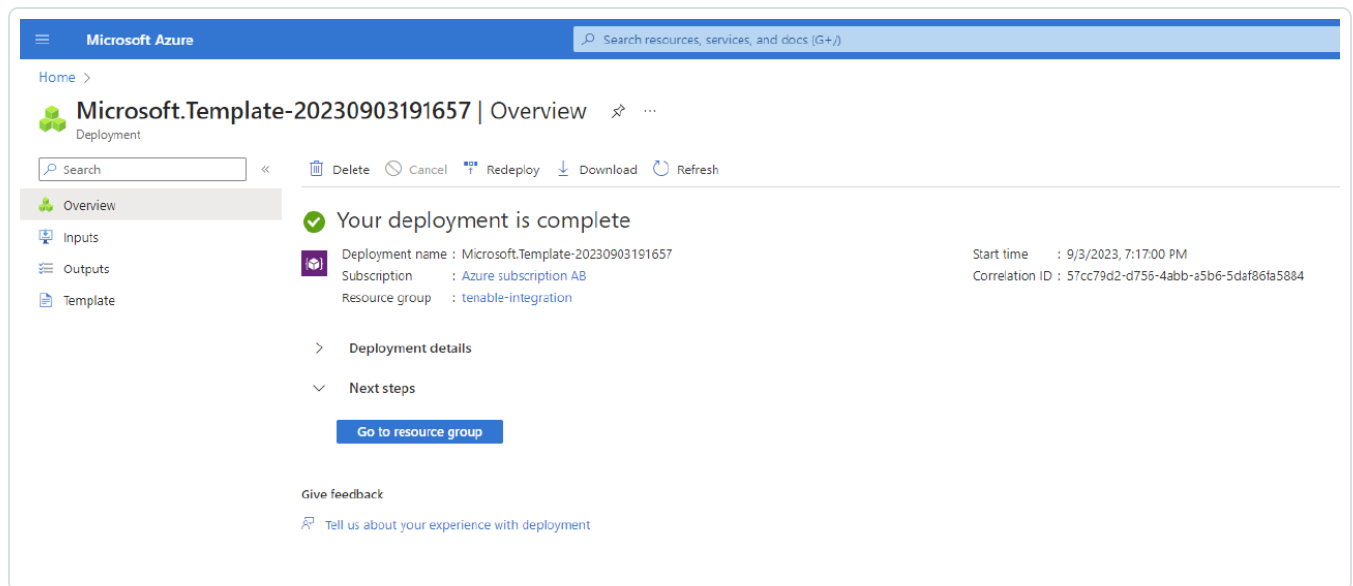 Microsoft Azure
Search resources, services, and docs (G+/)
Home >
Microsoft.Template-20230903191657 | Overview ...
Deployment
Search «
Delete Cancel Redeploy Download Refresh
Overview
Inputs
Outputs
Template
Your deployment is complete
Deployment name : Microsoft.Template-20230903191657
Subscription : Azure subscription AB
Resource group : tenable-integration
Start time : 9/3/2023, 7:17:00 PM
Correlation ID : 57cc79d2-d756-4abb-a5b6-5daf86fa5884
Deployment details
Next steps
Go to resource group
Give feedback
Tell us about your experience with deployment